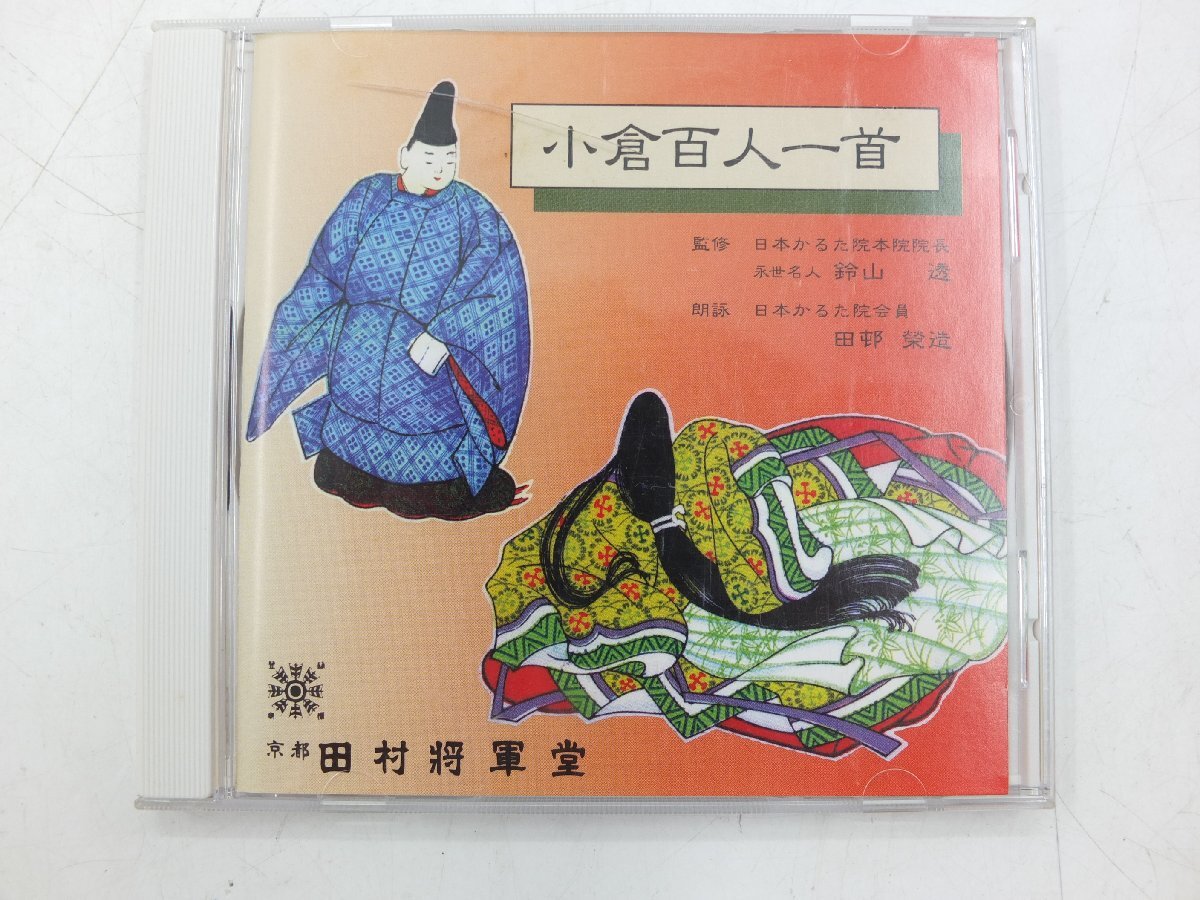 小倉百人一首
監修 日本かるた院本院院長
永世名人 鈴山 透
朗詠 日本かるた院会員
田邨 榮造
京都 田村將軍堂